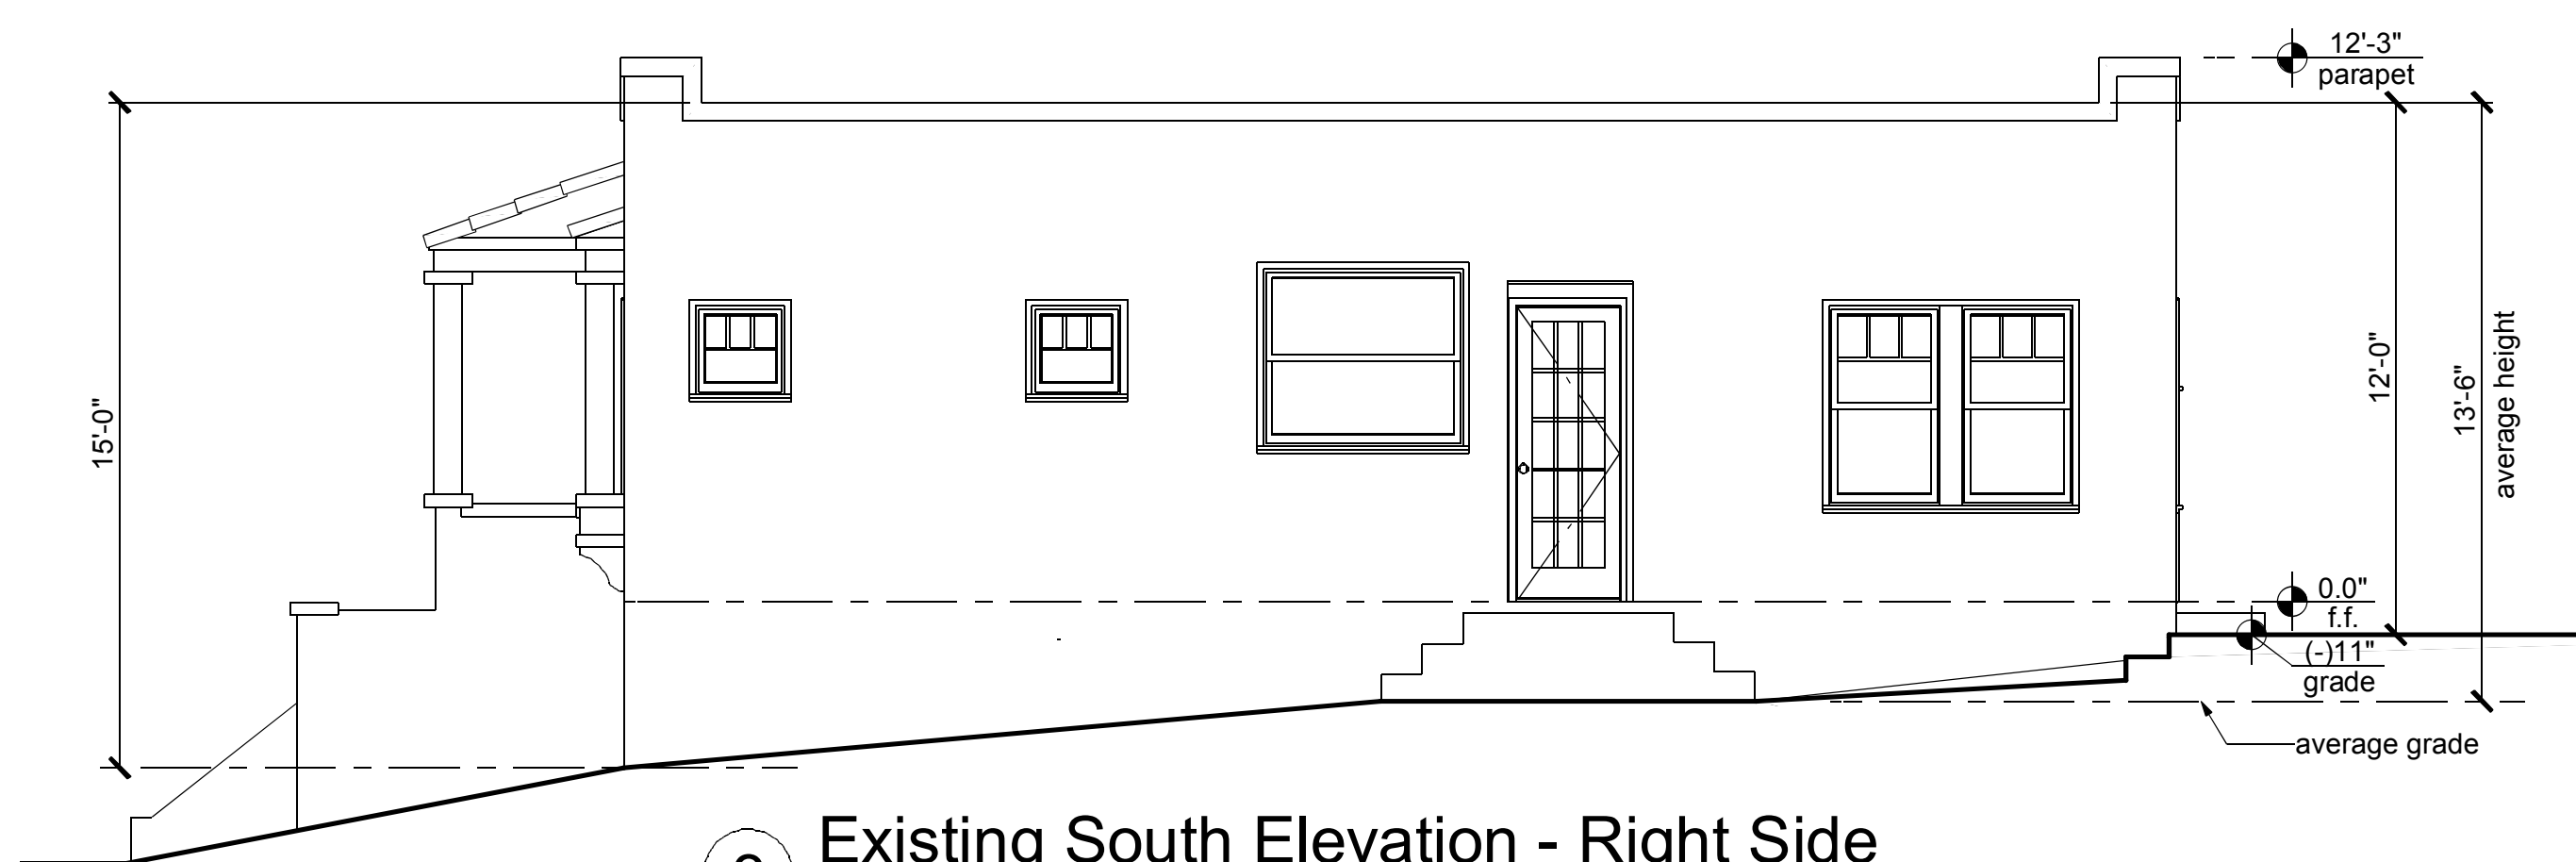 12'-3"
parapet
15'-0"
12'-0"
13'-6"
average height
0.0"
f.f.
(-)11"
grade
average grade
Existing South Elevation - Right Side